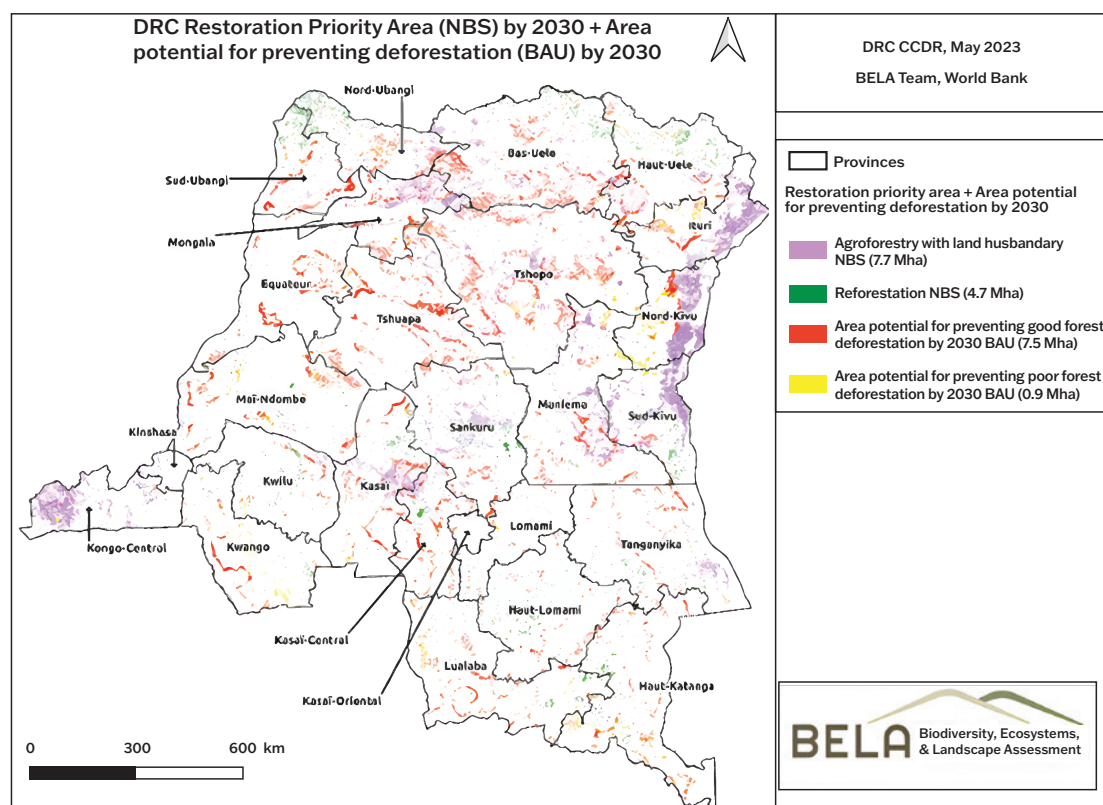 DRC Restoration Priority Area (NBS) by 2030 + Area
potential for preventing deforestation (BAU) by 2030
DRC CCDR, May 2023
BELA Team, World Bank
Provinces
Restoration priority area + Area potential
for preventing deforestation by 2030
Agroforestry with land husbandary
NBS (7.7 Mha)
Reforestation NBS (4.7 Mha)
Area potential for preventing good forest
deforestation by 2030 BAU (7.5 Mha)
Area potential for preventing poor forest
deforestation by 2030 BAU (0.9 Mha)
Nord-Ubangi
Bas-Uele
Haut-Uele
Sud-Ubangi
Mongala
Ituri
Equateur
Tshopo
Tshuapa
Nord-Kivu
Maï-Ndombe
Maniema
Sud-Kivu
Sankuru
Kinshasa
Kwilu
Kasaï
Kongo-Central
Lomami
Kwango
Tanganyika
Haut-Lomami
Kasaï-Central
Lualaba
Kasaï-Oriental
Haut-Katanga
0 300 600 km
BELA
Biodiversity, Ecosystems,
& Landscape Assessment